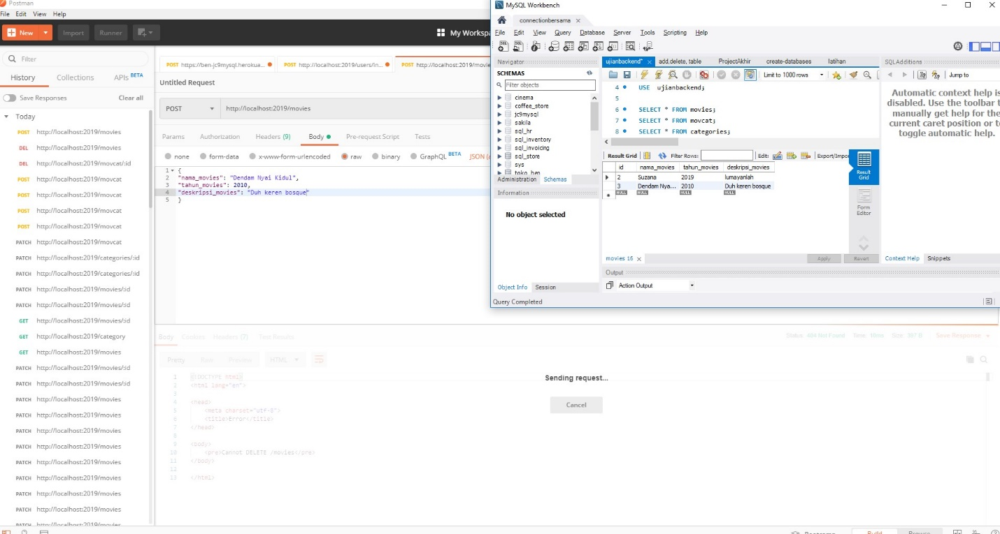 Postman
File Edit View Help
New Import Runner My Workspa
Filter
History Collections APIs BETA
Save Responses Clear all
Today
POST http://localhost:2019/movies
DEL http://localhost:2019/movies
DEL http://localhost:2019/movcat/:id
POST http://localhost:2019/movcat
POST http://localhost:2019/movcat
POST http://localhost:2019/movcat
POST http://localhost:2019/movcat
PATCH http://localhost:2019/movcat
PATCH http://localhost:2019/categories/:id
PATCH http://localhost:2019/categories/:id
PATCH http://localhost:2019/movies/:id
PATCH http://localhost:2019/movies/:id
GET http://localhost:2019/movies/:id
GET http://localhost:2019/category
GET http://localhost:2019/movies
PATCH http://localhost:2019/movies/:id
PATCH http://localhost:2019/movies/:id
PATCH http://localhost:2019/movies
PATCH http://localhost:2019/movies
PATCH http://localhost:2019/movies
PATCH http://localhost:2019/movies
PATCH http://localhost:2019/movies
PATCH http://localhost:2019/movies
PATCH http://localhost:2019/movies
PATCH http://localhost:2019/movies
PATCH http://localhost:2019/movies
POST https://ben-jc9mysql.herokua...
POST http://localhost:2019/users/in...
POST http://localhost:2019/movie
Untitled Request
POST http://localhost:2019/movies
Params Authorization Headers (9) Body Pre-request Script Tests
none form-data x-www-form-urlencoded raw binary GraphQL BETA JSON (a
1 {
2 "nama_movies": "Dendam Nyai Kidul",
3 "tahun_movies": 2010,
4 "deskripsi_movies": "Duh keren bosque"
5 }
Body Cookies Headers (7) Test Results Status: 404 Not Found Time: 10ms Size: 397 B Save Response
Pretty Raw Preview HTML
1 <!DOCTYPE html>
2 <html lang="en">
3
4 <head>
5 <meta charset="utf-8">
6 <title>Error</title>
7 </head>
8
9 <body>
10 <pre>Cannot DELETE /movies</pre>
11 </body>
12
13 </html>
Sending request...
Cancel
Bootcamp Build Browse
MySQL Workbench
connectionbersama
File Edit View Query Database Server Tools Scripting Help
Navigator
SCHEMAS
Filter objects
cinema
coffee_store
jc9mysql
sakila
sql_hr
sql_inventory
sql_invoicing
sql_store
sys
toko_ben
Administration Schemas
Information
No object selected
Object Info Session
Query Completed
ujianbackend* add,delete, table ProjectAkhir create-databases latihan
Limit to 1000 rows
4 USE ujianbackend;
5
6 SELECT * FROM movies;
7 SELECT * FROM movcat;
8 SELECT * FROM categories;
Result Grid Filter Rows: Edit: Export/Impor
id nama_movies tahun_movies deskripsi_movies
2 Suzana 2019 lumayanlah
3 Dendam Nya... 2010 Duh keren bosque
NULL NULL NULL NULL
Result
Grid
Form
Editor
movies 16 Apply Revert
Output
Action Output
SQLAdditions
Jump to
Automatic context help is
disabled. Use the toolbar t
manually get help for the
current caret position or to
toggle automatic help.
Context Help Snippets